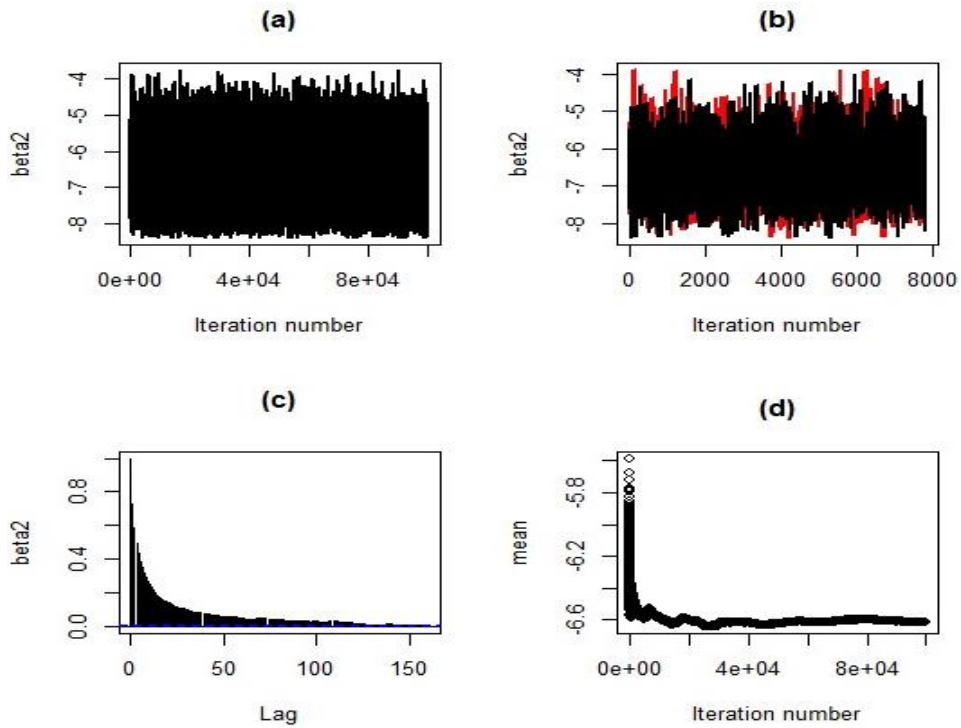 (a)
beta2
-4
-5
-6
-7
-8
0e+00 4e+04 8e+04
Iteration number
(b)
beta2
-4
-5
-6
-7
-8
0 2000 4000 6000 8000
Iteration number
(c)
beta2
0.8
0.4
0.0
0 50 100 150
Lag
(d)
mean
-5.8
-6.2
-6.6
0e+00 4e+04 8e+04
Iteration number